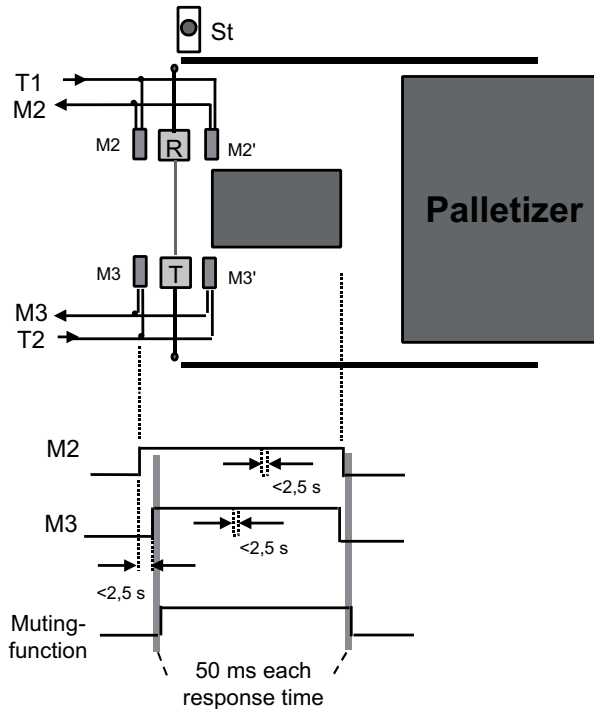 St
T1
M2
M2
R
M2'
Palletizer
M3
T
M3'
M3
T2
M2
<2,5 s
M3
<2,5 s
<2,5 s
Muting-
function
50 ms each
response time